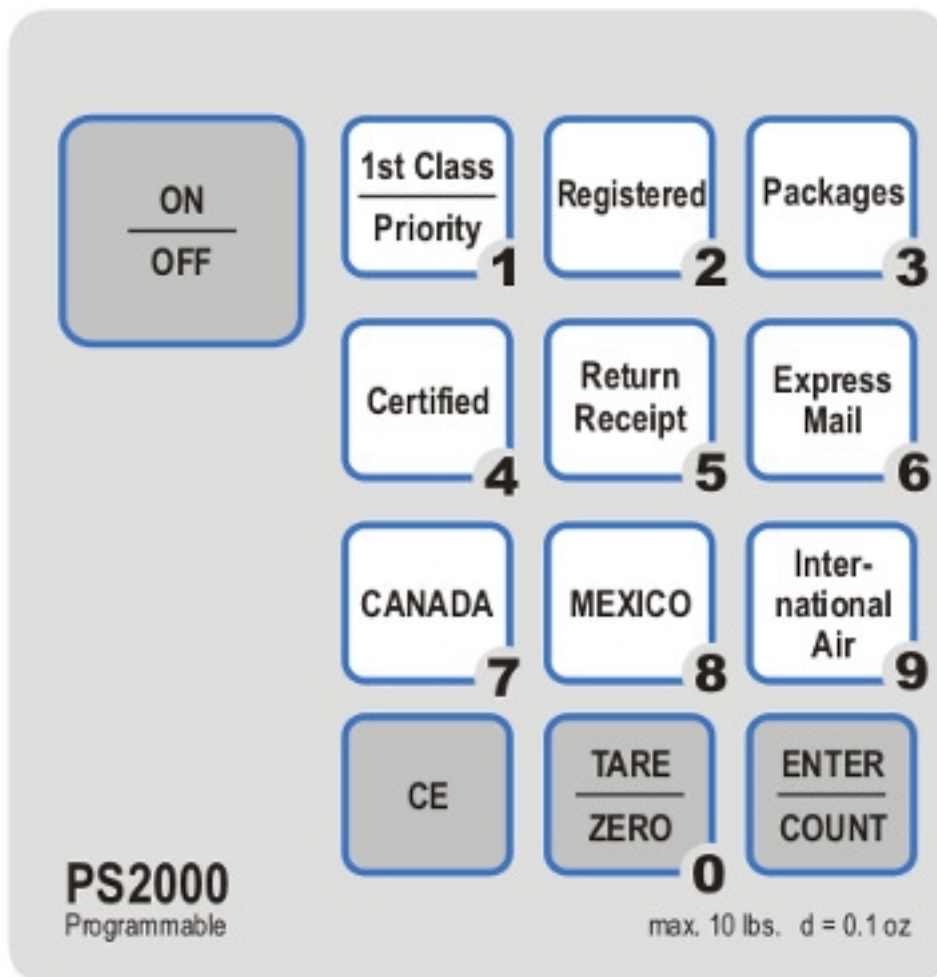 ON
OFF
1st Class
Priority
1
Registered
2
Packages
3
Certified
4
Return
Receipt
5
Express
Mail
6
CANADA
7
MEXICO
8
Inter-
national
Air
9
CE
TARE
ZERO
0
ENTER
COUNT
PS2000
Programmable
max. 10 lbs. d = 0.1 oz